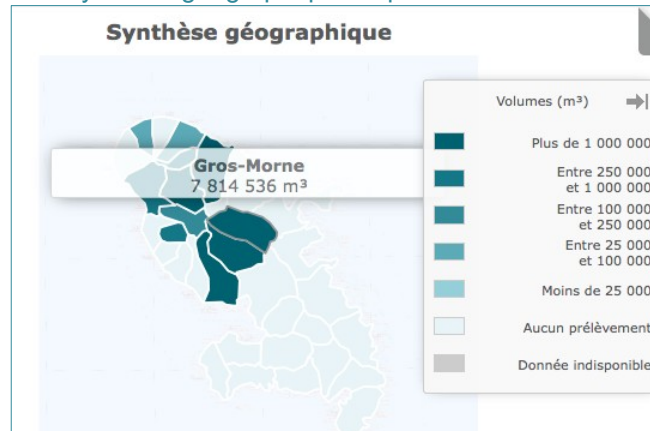 Synthèse géographique
Gros-Morne
7 814 536 m³
Volumes (m³)
Plus de 1 000 000
Entre 250 000
et 1 000 000
Entre 100 000
et 250 000
Entre 25 000
et 100 000
Moins de 25 000
Aucun prélèvement
Donnée indisponible